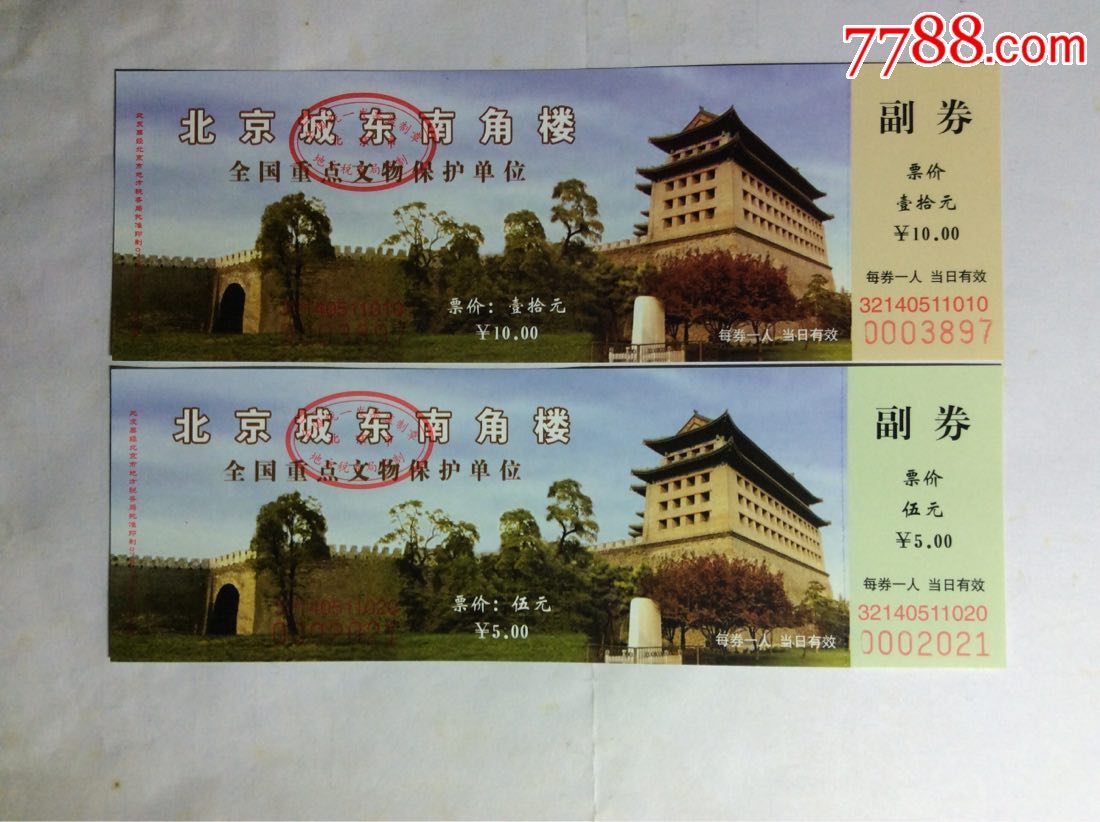 7788.com
北京城东南角楼
全国重点文物保护单位
32140511010
票价：壹拾元
￥10.00
每券一人 当日有效
副券
票价
壹拾元
￥10.00
每券一人 当日有效
32140511010
0003897
北京城东南角楼
全国重点文物保护单位
32140511020
票价：伍元
￥5.00
每券一人 当日有效
副券
票价
伍元
￥5.00
每券一人 当日有效
32140511020
0002021